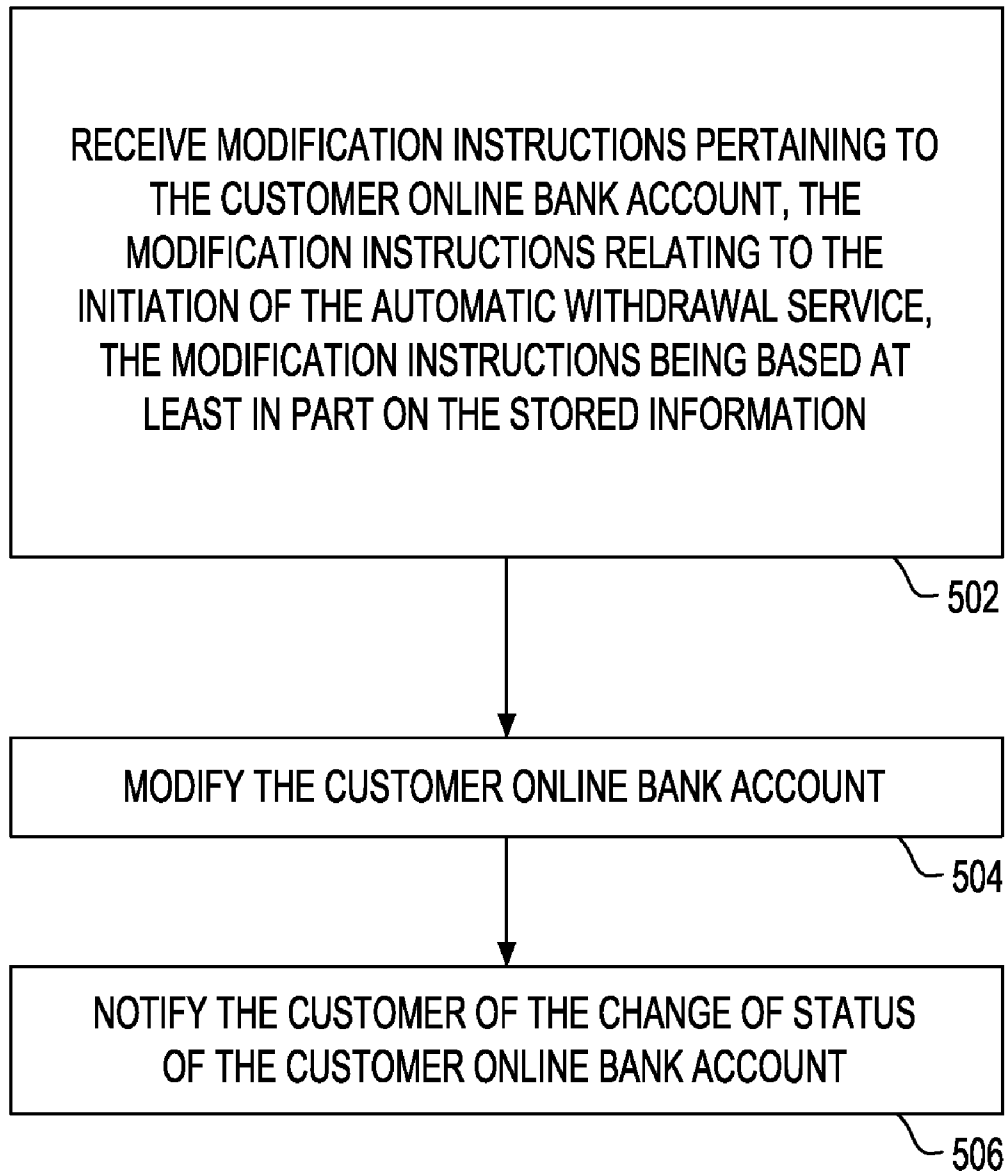 RECEIVE MODIFICATION INSTRUCTIONS PERTAINING TO
THE CUSTOMER ONLINE BANK ACCOUNT, THE
MODIFICATION INSTRUCTIONS RELATING TO THE
INITIATION OF THE AUTOMATIC WITHDRAWAL SERVICE,
THE MODIFICATION INSTRUCTIONS BEING BASED AT
LEAST IN PART ON THE STORED INFORMATION
502
MODIFY THE CUSTOMER ONLINE BANK ACCOUNT
504
NOTIFY THE CUSTOMER OF THE CHANGE OF STATUS
OF THE CUSTOMER ONLINE BANK ACCOUNT
506